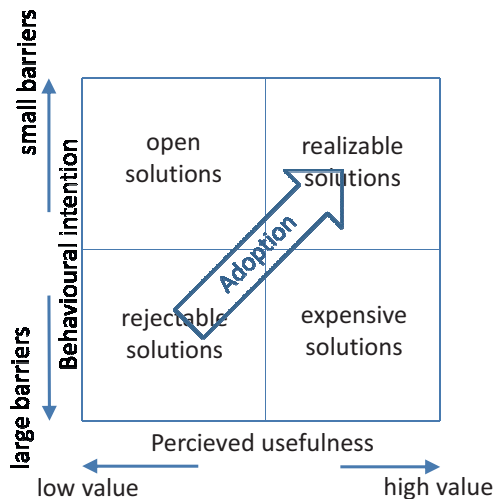 small barriers
Behavioural intention
large barriers
open
solutions
realizable
solutions
Adoption
rejectable
solutions
expensive
solutions
Percieved usefulness
low value
high value